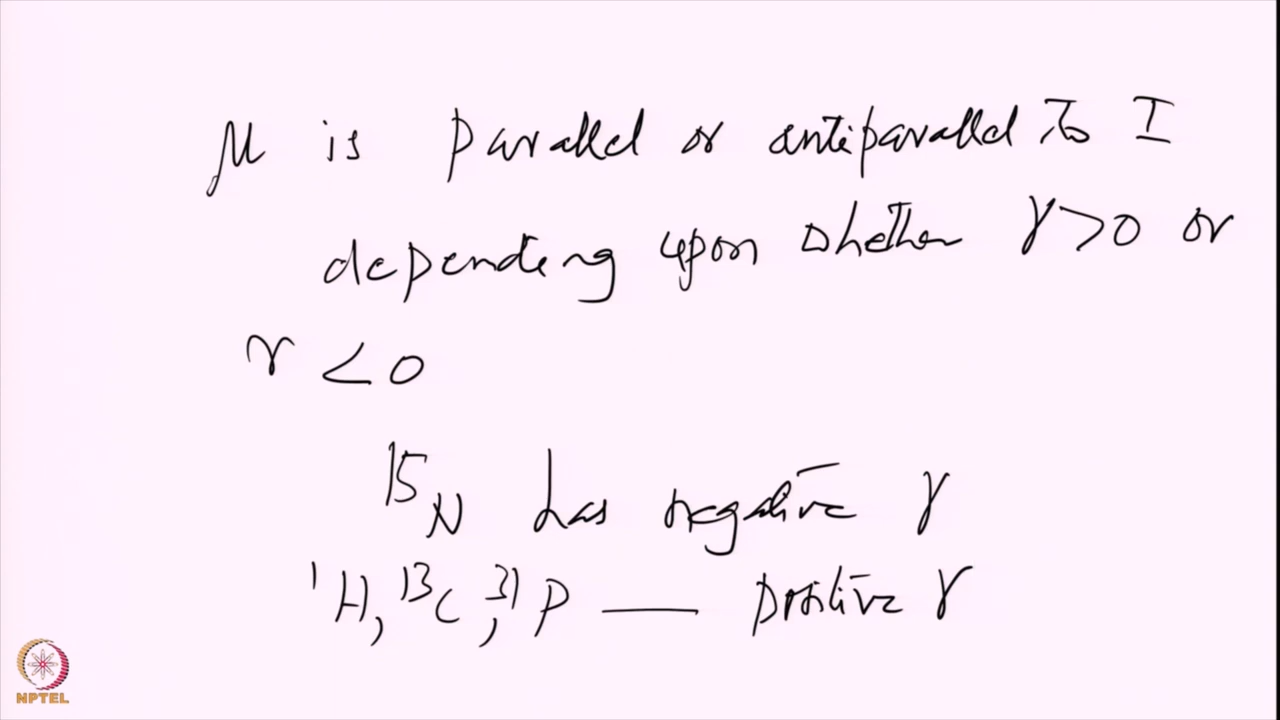 μ is parallel or antiparallel to I
depending upon whether γ>0 or
γ <0
¹⁵N has negative γ
¹H, ¹³C, ³¹P — positive γ
NPTEL